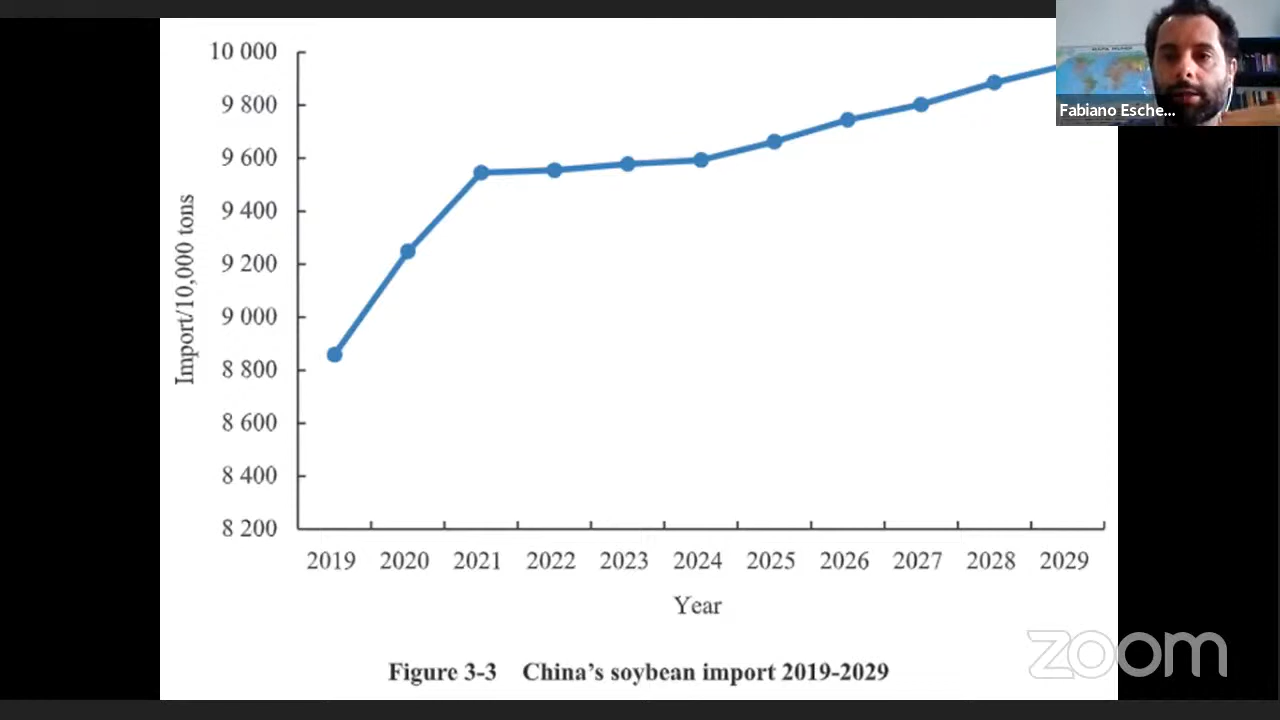 10 000
9 800
9 600
9 400
9 200
9 000
8 800
8 600
8 400
8 200
Import/10,000 tons
2019 2020 2021 2022 2023 2024 2025 2026 2027 2028 2029
Year
Figure 3-3 China's soybean import 2019-2029
Fabiano Esche...
zoom